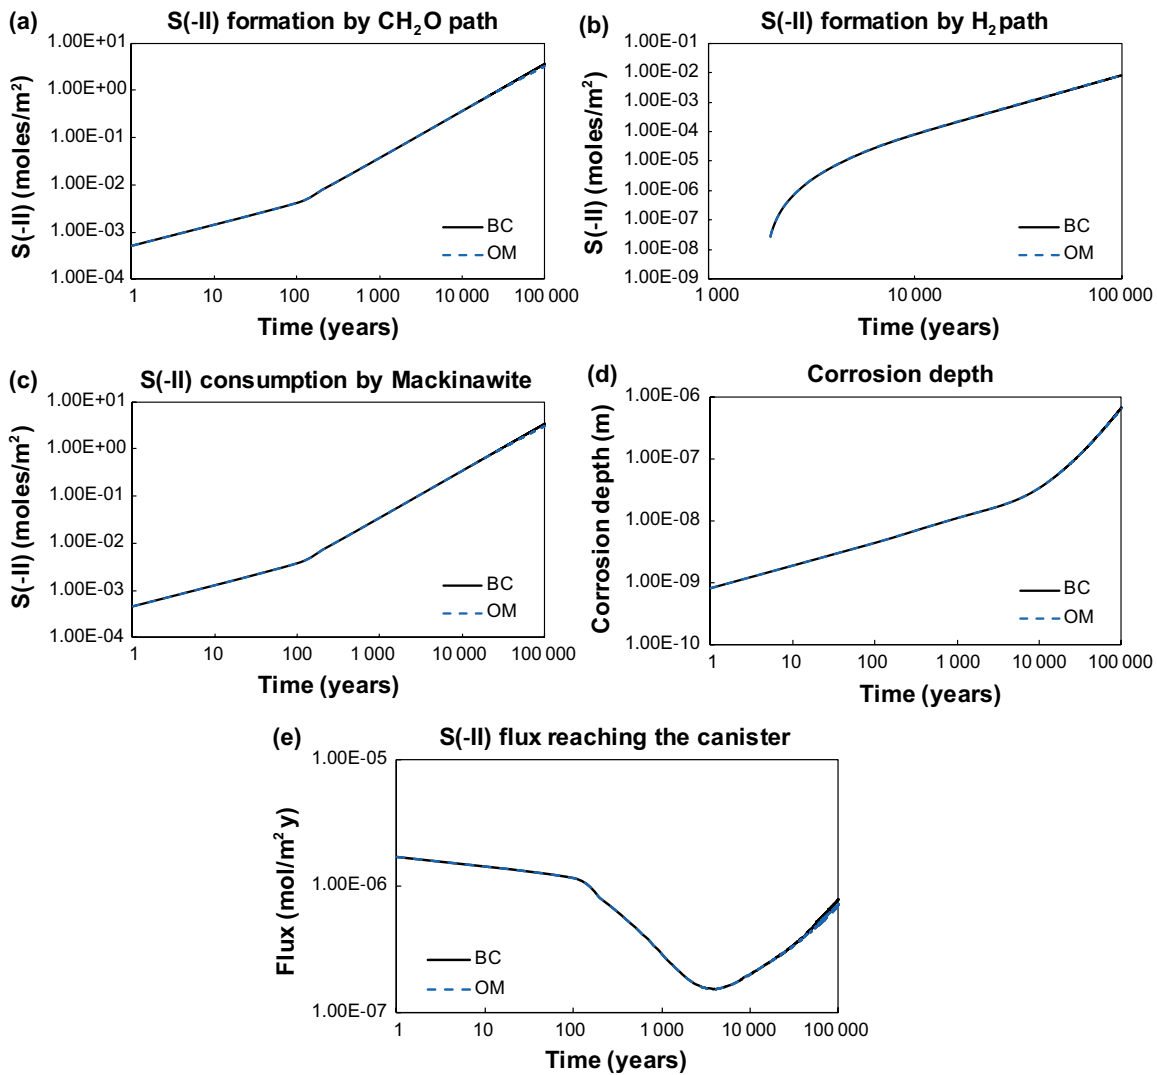 (a) S(-II) formation by CH₂O path
1.00E+01
1.00E+00
1.00E-01
1.00E-02
1.00E-03
1.00E-04
S(-II) (moles/m²)
BC
OM
1 10 100 1 000 10 000 100 000
Time (years)
(b) S(-II) formation by H₂ path
1.00E-01
1.00E-02
1.00E-03
1.00E-04
1.00E-05
1.00E-06
1.00E-07
1.00E-08
1.00E-09
S(-II) (moles/m²)
BC
OM
1 000 10 000 100 000
Time (years)
(c) S(-II) consumption by Mackinawite
1.00E+01
1.00E+00
1.00E-01
1.00E-02
1.00E-03
1.00E-04
S(-II) (moles/m²)
BC
OM
1 10 100 1 000 10 000 100 000
Time (years)
(d) Corrosion depth
1.00E-06
1.00E-07
1.00E-08
1.00E-09
1.00E-10
Corrosion depth (m)
BC
OM
1 10 100 1 000 10 000 100 000
Time (years)
(e) S(-II) flux reaching the canister
1.00E-05
1.00E-06
1.00E-07
Flux (mol/m² y)
BC
OM
1 10 100 1 000 10 000 100 000
Time (years)